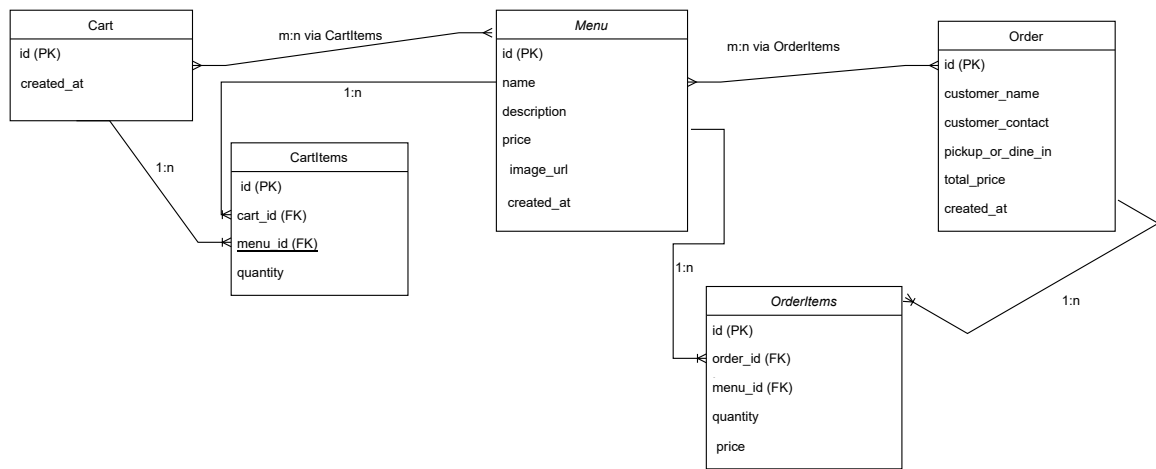 Cart
id (PK)
created_at
m:n via CartItems
Menu
id (PK)
name
description
price
image_url
created_at
m:n via OrderItems
Order
id (PK)
customer_name
customer_contact
pickup_or_dine_in
total_price
created_at
1:n
1:n
CartItems
id (PK)
cart_id (FK)
menu_id (FK)
quantity
1:n
1:n
OrderItems
id (PK)
order_id (FK)
menu_id (FK)
quantity
price